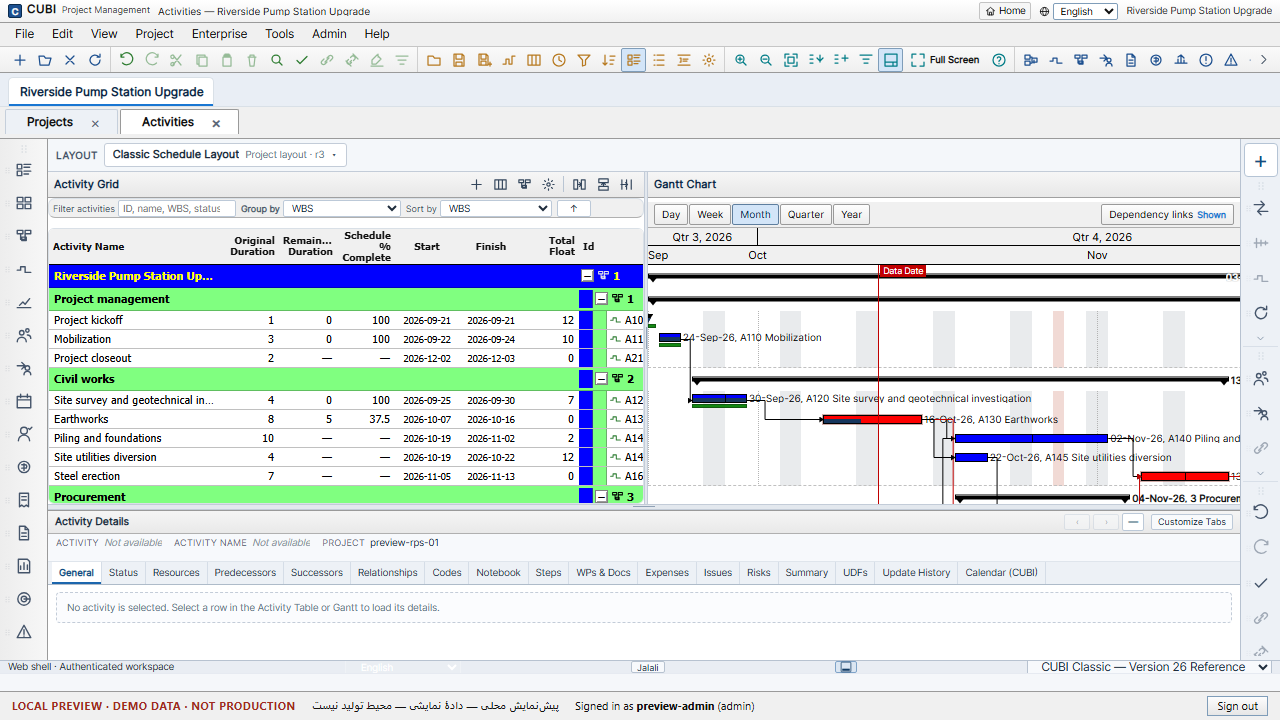 CUBI Project Management Activities — Riverside Pump Station Upgrade Home English Riverside Pump Station Upgrade
File Edit View Project Enterprise Tools Admin Help
Full Screen
Riverside Pump Station Upgrade
Projects Activities
LAYOUT Classic Schedule Layout Project layout · r3
Activity Grid
Filter activities ID, name, WBS, status Group by WBS Sort by WBS
Activity Name Original Duration Remain... Duration Schedule % Complete Start Finish Total Float Id
Riverside Pump Station Up... 1
Project management 1
Project kickoff 1 0 100 2026-09-21 2026-09-21 12 A10
Mobilization 3 0 100 2026-09-22 2026-09-24 10 A11
Project closeout 2 — — 2026-12-02 2026-12-03 0 A21
Civil works 2
Site survey and geotechnical in... 4 0 100 2026-09-25 2026-09-30 7 A12
Earthworks 8 5 37.5 2026-10-07 2026-10-16 0 A13
Piling and foundations 10 — — 2026-10-19 2026-11-02 2 A14
Site utilities diversion 4 — — 2026-10-19 2026-10-22 12 A14
Steel erection 7 — — 2026-11-05 2026-11-13 0 A16
Procurement 3
Gantt Chart
Day Week Month Quarter Year Dependency links Shown
Qtr 3, 2026 Qtr 4, 2026
Sep Oct Nov
Data Date
24-Sep-26, A110 Mobilization
13
30-Sep-26, A120 Site survey and geotechnical investigation
16-Oct-26, A130 Earthworks
02-Nov-26, A140 Piling and
22-Oct-26, A145 Site utilities diversion
13
04-Nov-26, 3 Procurem
Activity Details Customize Tabs
ACTIVITY Not available ACTIVITY NAME Not available PROJECT preview-rps-01
General Status Resources Predecessors Successors Relationships Codes Notebook Steps WPs & Docs Expenses Issues Risks Summary UDFs Update History Calendar (CUBI)
No activity is selected. Select a row in the Activity Table or Gantt to load its details.
Web shell · Authenticated workspace English Jalali CUBI Classic — Version 26 Reference
LOCAL PREVIEW · DEMO DATA · NOT PRODUCTION پیش‌نمایش محلی — دادهٔ نمایشی — محیط تولید نیست Signed in as preview-admin (admin) Sign out